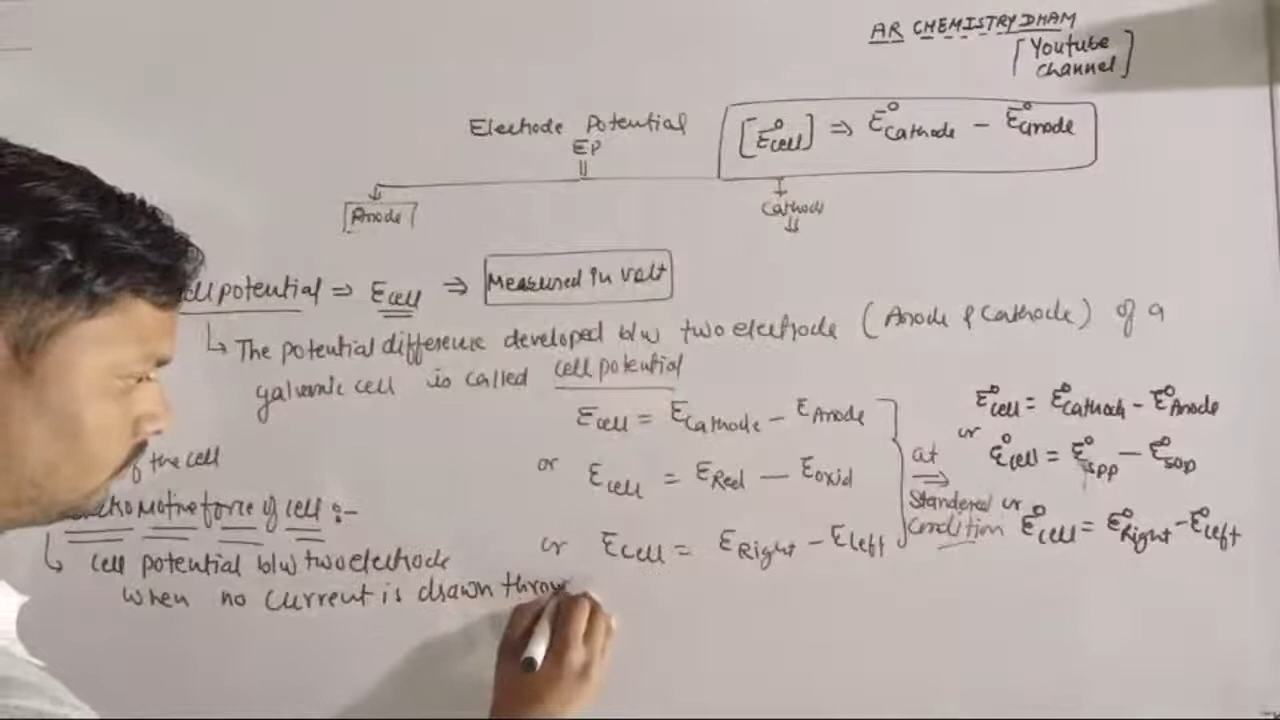 AR CHEMISTRY DHAM
[Youtube
channel]
Electrode Potential
EP
[E°cell] ⇒ E°Cathode - E°anode
Anode
Cathode
potential ⇒ Ecell ⇒ Measured in volt
↳ The potential difference developed b/w two electrode (Anode & Cathode) of a
galvanic cell is called cell potential
Ecell = ECathode - EAnode
or Ecell = ERed - Eoxid
or Ecell = ERight - Eleft
at
Standered
Condition
E°cell = E°Cathode - E°Anode
or E°cell = E°SPP - E°SOP
or E°cell = E°Right - E°left
of the cell
Motive force of cell :-
↳ cell potential b/w two electrode
when no current is drawn throu